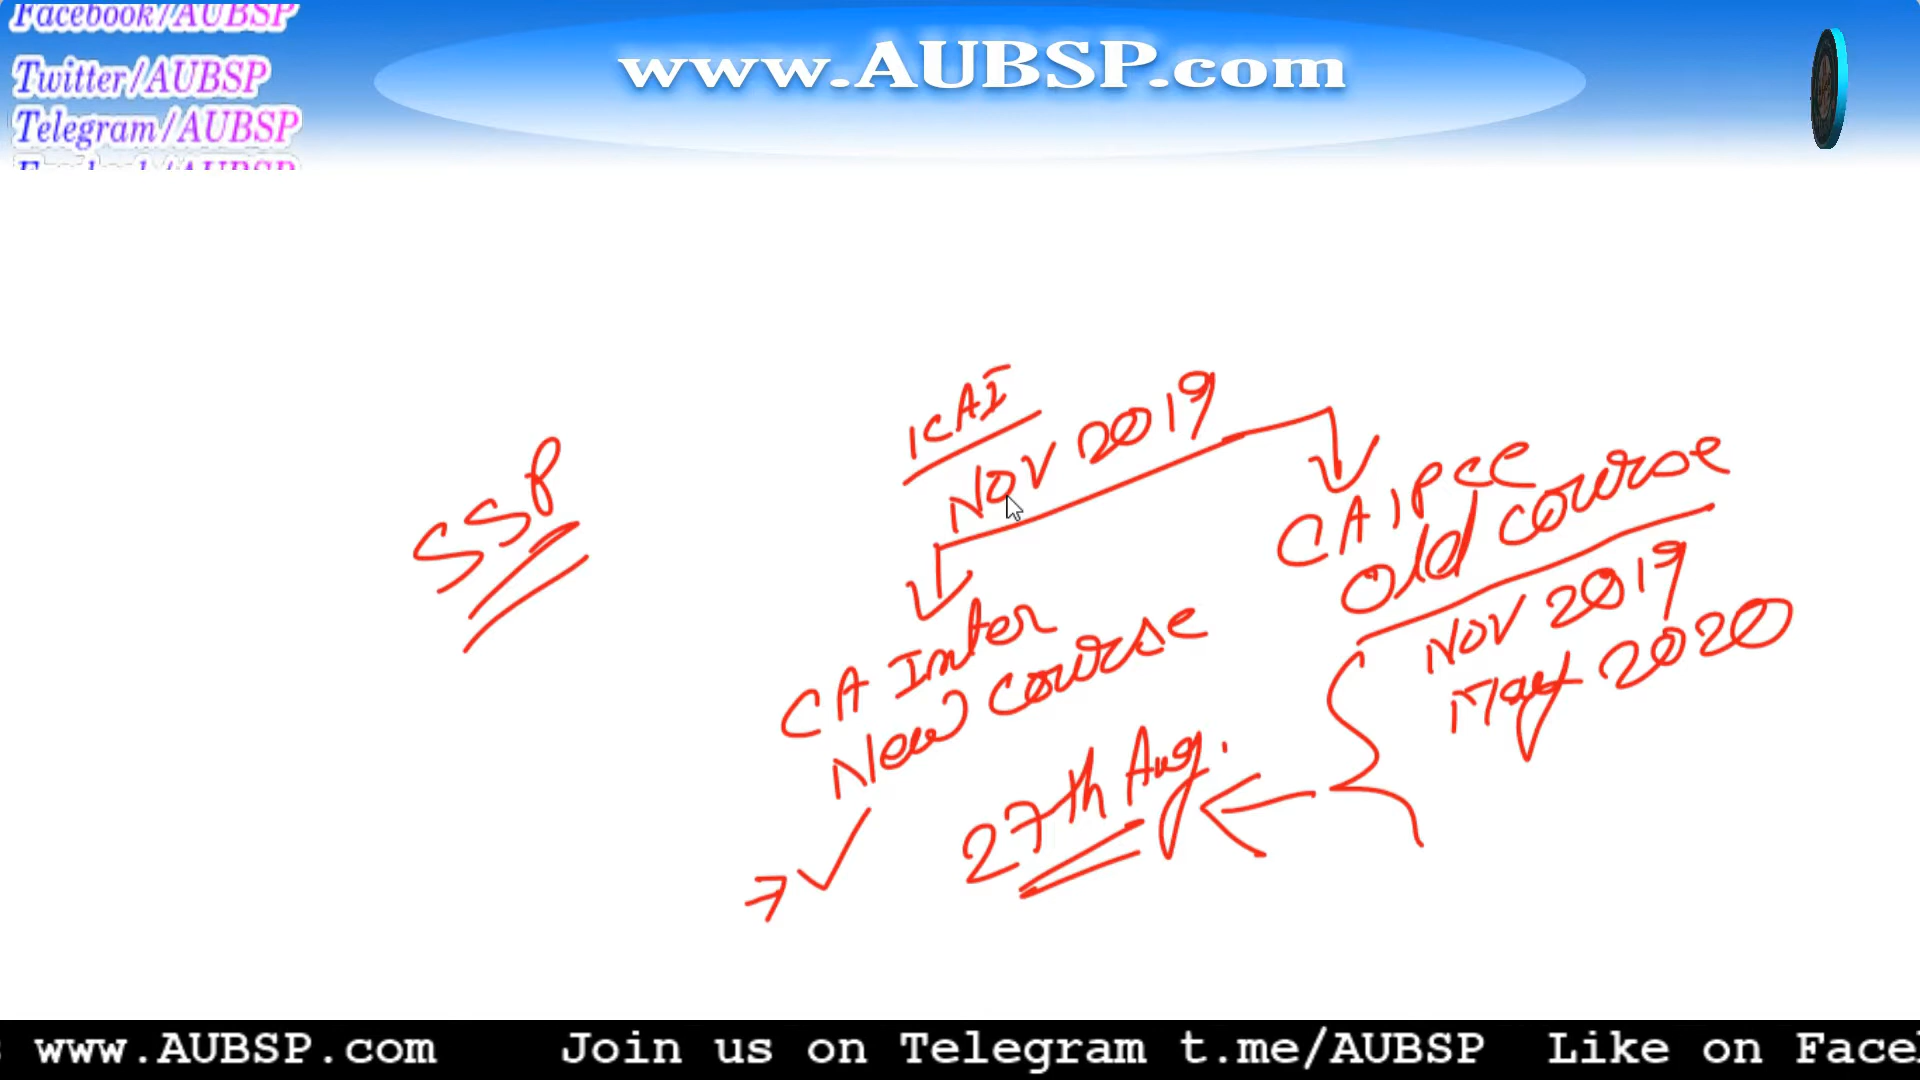 Facebook/AUBSP
Twitter/AUBSP
Telegram/AUBSP
Facebook/AUBSP
www.AUBSP.com
SSP
ICAI
NOV 2019
CA IPCC
Old course
NOV 2019
May 2020
CA Inter
New course
27th Aug.
www.AUBSP.com Join us on Telegram t.me/AUBSP Like on Face